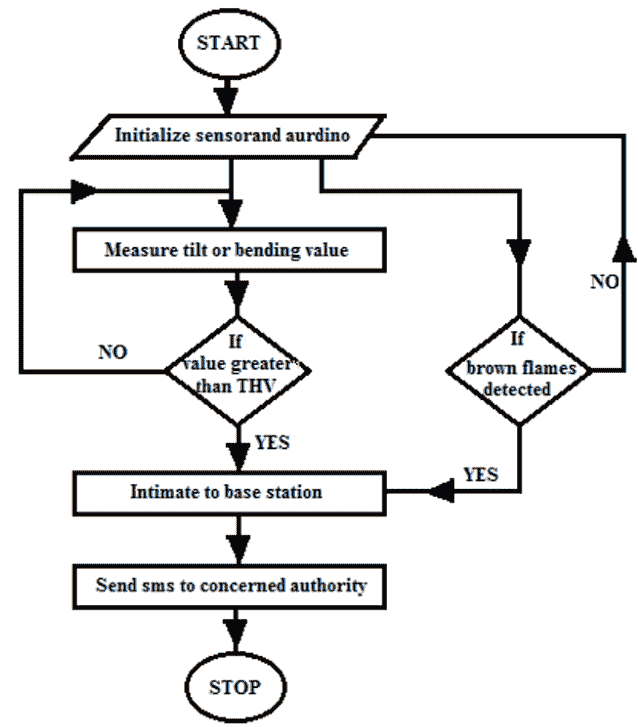 START
Initialize sensorand aurdino
Measure tilt or bending value
If
value greater
than THV
NO
YES
If
brown flames
detected
NO
YES
Intimate to base station
Send sms to concerned authority
STOP